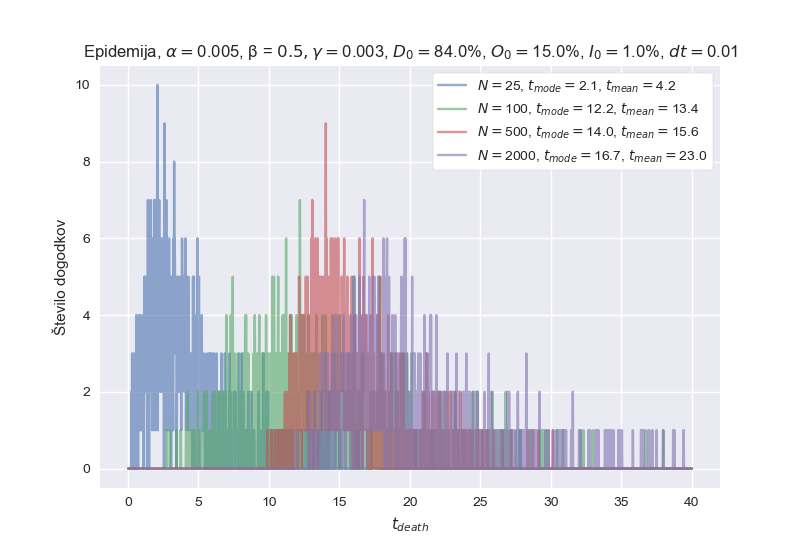 Epidemija, α = 0.005, β = 0.5, γ = 0.003, D₀ = 84.0%, O₀ = 15.0%, I₀ = 1.0%, dt = 0.01
N = 25, t_mode = 2.1, t_mean = 4.2
N = 100, t_mode = 12.2, t_mean = 13.4
N = 500, t_mode = 14.0, t_mean = 15.6
N = 2000, t_mode = 16.7, t_mean = 23.0
Število dogodkov
10
8
6
4
2
0
0 5 10 15 20 25 30 35 40
t_death